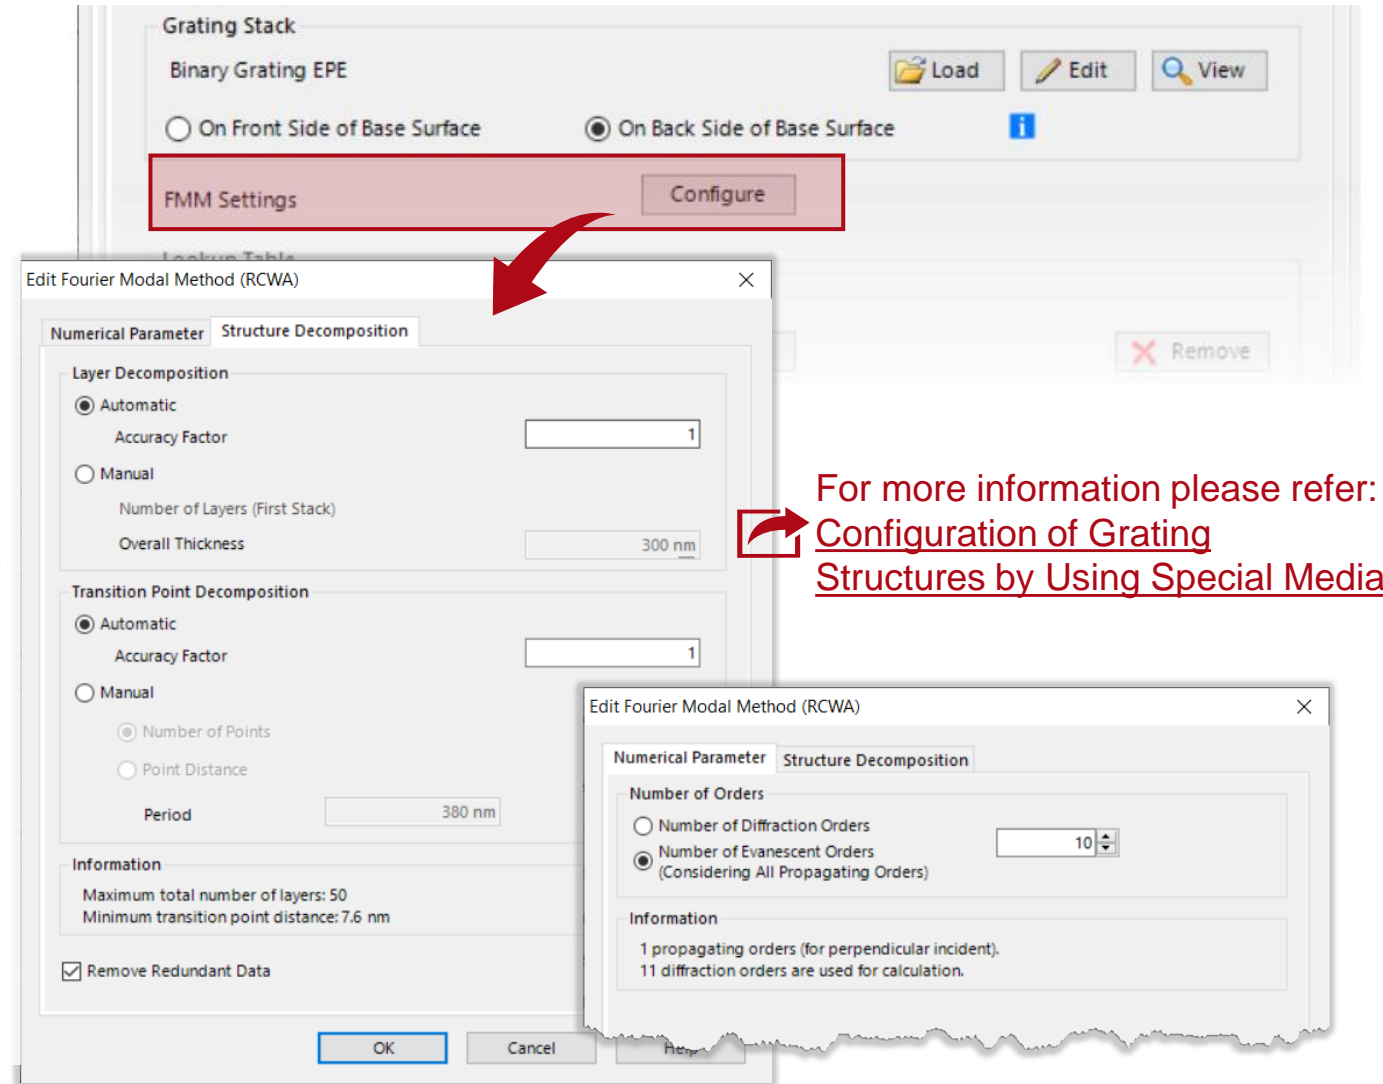 Grating Stack
Binary Grating EPE
Load
Edit
View
On Front Side of Base Surface
On Back Side of Base Surface
i
FMM Settings
Configure
Lookup Table
Remove
Edit Fourier Modal Method (RCWA)
Numerical Parameter
Structure Decomposition
Layer Decomposition
Automatic
Accuracy Factor
1
Manual
Number of Layers (First Stack)
Overall Thickness
300 nm
Transition Point Decomposition
Automatic
Accuracy Factor
1
Manual
Number of Points
Point Distance
Period
380 nm
Information
Maximum total number of layers: 50
Minimum transition point distance: 7.6 nm
Remove Redundant Data
OK
Cancel
Help
For more information please refer:
Configuration of Grating
Structures by Using Special Media
Edit Fourier Modal Method (RCWA)
Numerical Parameter
Structure Decomposition
Number of Orders
Number of Diffraction Orders
Number of Evanescent Orders
(Considering All Propagating Orders)
10
Information
1 propagating orders (for perpendicular incident).
11 diffraction orders are used for calculation.